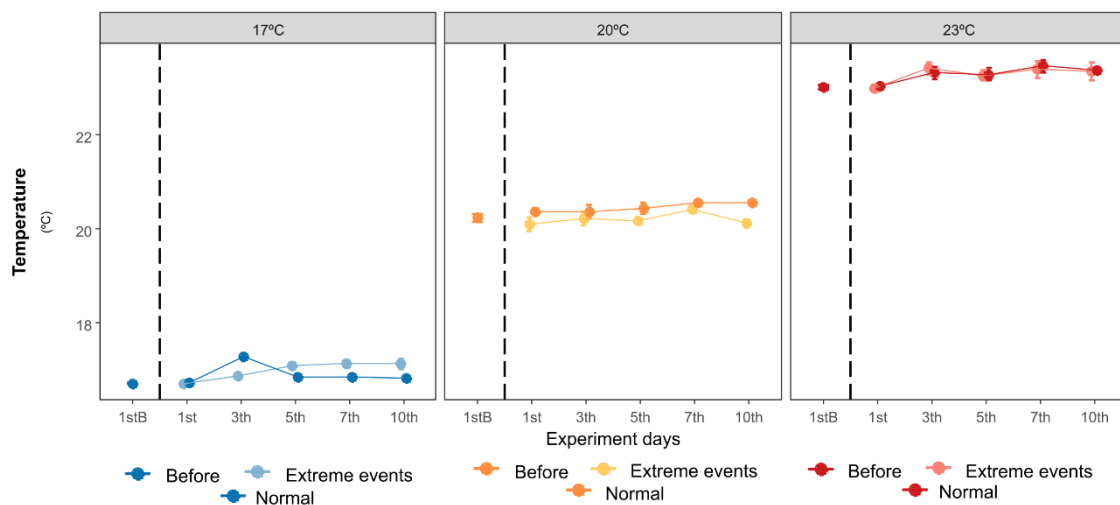 17ºC 20ºC 23ºC
Temperature
(ºC)
22
20
18
1stB 1st 3th 5th 7th 10th 1stB 1st 3th 5th 7th 10th 1stB 1st 3th 5th 7th 10th
Experiment days
Before Extreme events Before Extreme events Before Extreme events
Normal Normal Normal